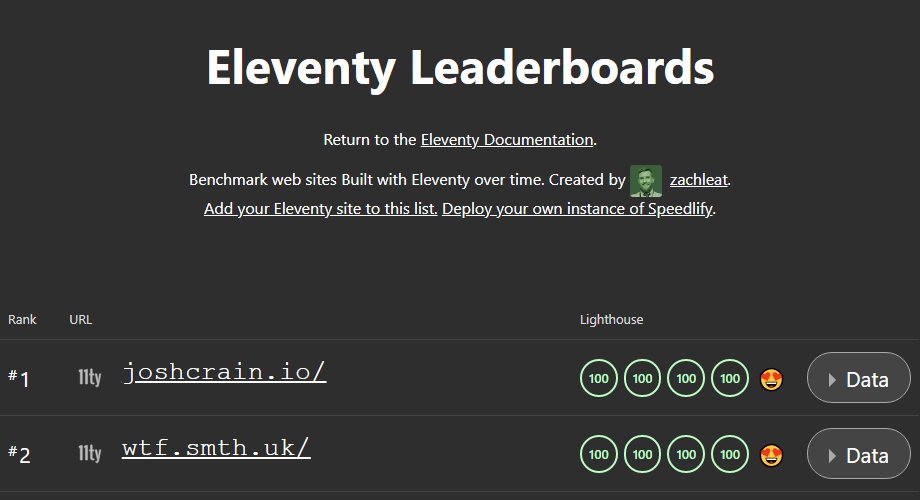 Eleventy Leaderboards
Return to the Eleventy Documentation.
Benchmark web sites Built with Eleventy over time. Created by zachleat.
Add your Eleventy site to this list. Deploy your own instance of Speedlify.
Rank URL Lighthouse
#1 11ty joshcrain.io/ 100 100 100 100 Data
#2 11ty wtf.smth.uk/ 100 100 100 100 Data